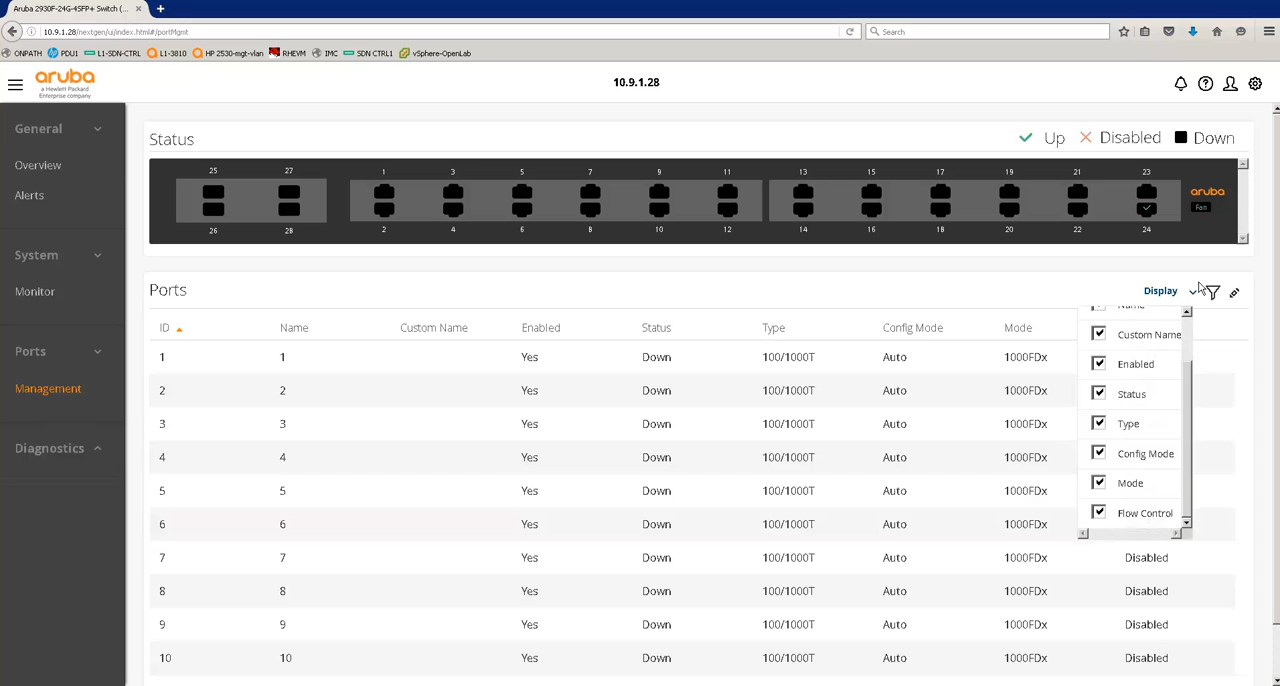 Aruba 2930F-24G-4SFP+ Switch (...
10.9.1.28/nextgen/ui/index.html#/portMgmt
Search
ONPATH PDU1 L1-SDN-CTRL L1-3810 HP 2530-mgt-vlan RHEVM IMC SDN CTRL1 vSphere-OpenLab
aruba
a Hewlett Packard
Enterprise company
10.9.1.28
General
Overview
Alerts
System
Monitor
Ports
Management
Diagnostics
Status
Up Disabled Down
25 27 1 3 5 7 9 11 13 15 17 19 21 23
aruba
Fan
26 28 2 4 6 8 10 12 14 16 18 20 22 24
Ports
Display
ID Name Custom Name Enabled Status Type Config Mode Mode
1 1 Yes Down 100/1000T Auto 1000FDx
2 2 Yes Down 100/1000T Auto 1000FDx
3 3 Yes Down 100/1000T Auto 1000FDx
4 4 Yes Down 100/1000T Auto 1000FDx
5 5 Yes Down 100/1000T Auto 1000FDx
6 6 Yes Down 100/1000T Auto 1000FDx
7 7 Yes Down 100/1000T Auto 1000FDx Disabled
8 8 Yes Down 100/1000T Auto 1000FDx Disabled
9 9 Yes Down 100/1000T Auto 1000FDx Disabled
10 10 Yes Down 100/1000T Auto 1000FDx Disabled
Name
Custom Name
Enabled
Status
Type
Config Mode
Mode
Flow Control